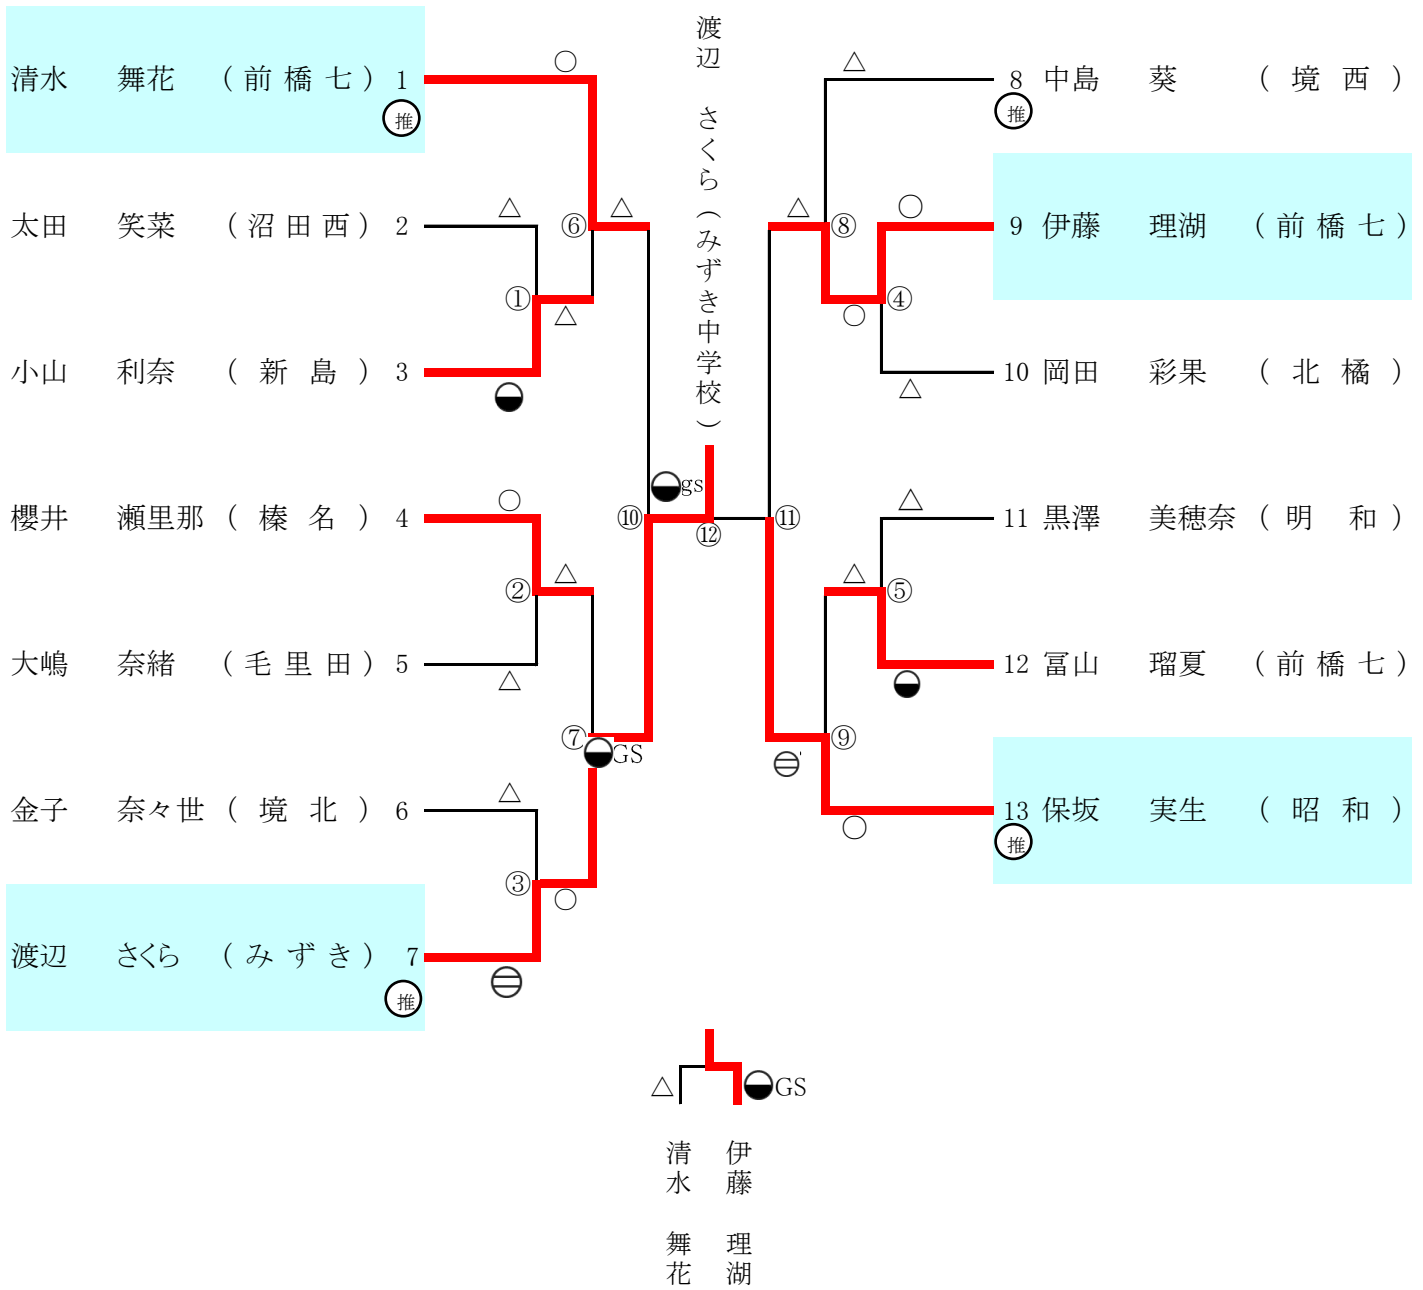 渡辺 さくら（みずき中学校）
清水 舞花 （前橋七） 1
推
太田 笑菜 （沼田西） 2
小山 利奈 （新島） 3
櫻井 瀬里那 （榛名） 4
大嶋 奈緒 （毛里田） 5
金子 奈々世 （境北） 6
渡辺 さくら （みずき） 7
推
○
△
⑥
△
①
△
○
②
△
△
⑦
GS
△
③
○
⑩
gs
⑫
⑪
8 中島 葵 （境西）
推
9 伊藤 理湖 （前橋七）
10 岡田 彩果 （北橘）
11 黒澤 美穂奈 （明和）
12 冨山 瑠夏 （前橋七）
13 保坂 実生 （昭和）
推
△
△
⑧
○
④
○
△
△
△
⑤
⑨
○
△
GS
清水 舞花
伊藤 理湖